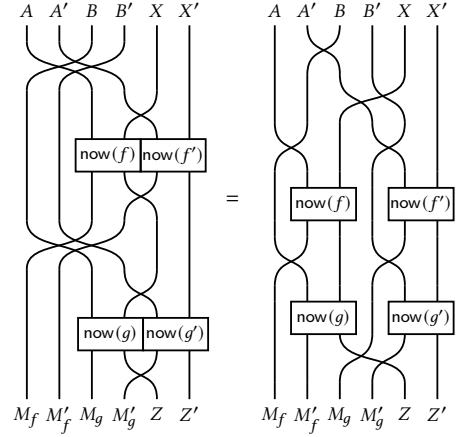 A A′ B B′ X X′ A A′ B B′ X X′
now(f) now(f′)
=
now(f) now(f′)
now(g) now(g′)
now(g) now(g′)
M_f M′_f M_g M′_g Z Z′ M_f M′_f M_g M′_g Z Z′